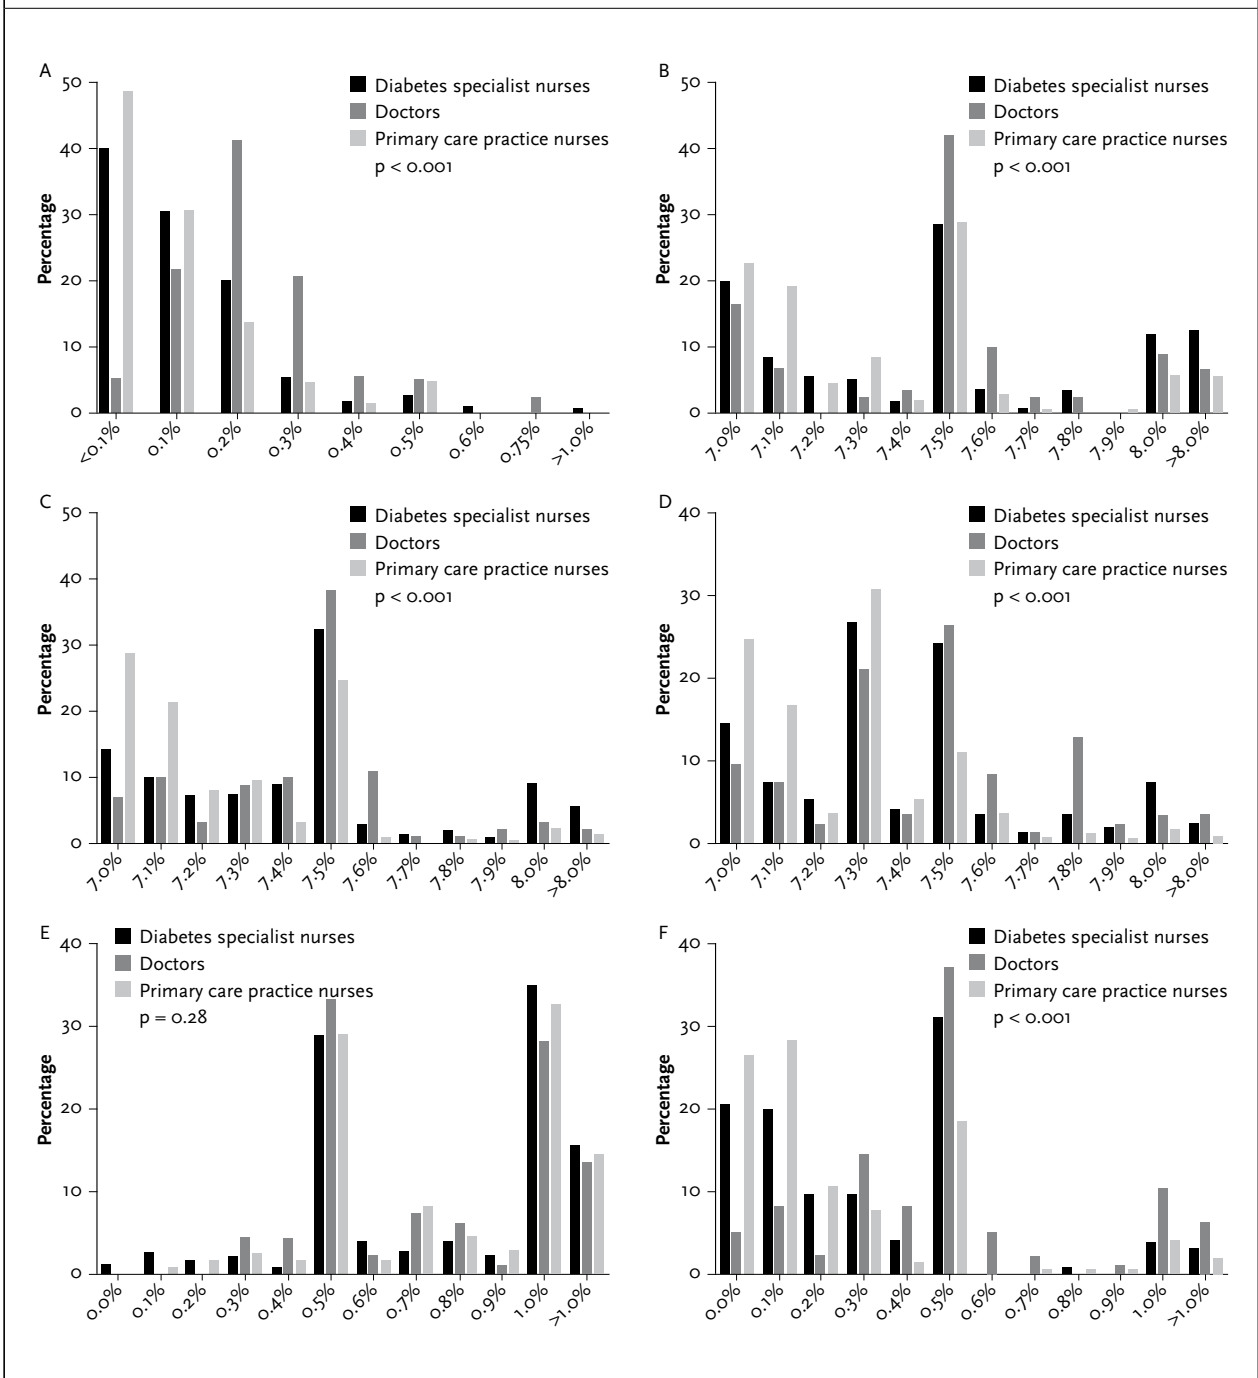 A
50
40
30
20
10
0
Percentage
Diabetes specialist nurses
Doctors
Primary care practice nurses
p < 0.001
<0.1% 0.1% 0.2% 0.3% 0.4% 0.5% 0.6% 0.75% >1.0%
B
50
40
30
20
10
0
Percentage
Diabetes specialist nurses
Doctors
Primary care practice nurses
p < 0.001
7.0% 7.1% 7.2% 7.3% 7.4% 7.5% 7.6% 7.7% 7.8% 7.9% 8.0% >8.0%
C
50
40
30
20
10
0
Percentage
Diabetes specialist nurses
Doctors
Primary care practice nurses
p < 0.001
7.0% 7.1% 7.2% 7.3% 7.4% 7.5% 7.6% 7.7% 7.8% 7.9% 8.0% >8.0%
D
40
30
20
10
0
Percentage
Diabetes specialist nurses
Doctors
Primary care practice nurses
p < 0.001
7.0% 7.1% 7.2% 7.3% 7.4% 7.5% 7.6% 7.7% 7.8% 7.9% 8.0% >8.0%
E
40
30
20
10
0
Percentage
Diabetes specialist nurses
Doctors
Primary care practice nurses
p = 0.28
0.0% 0.1% 0.2% 0.3% 0.4% 0.5% 0.6% 0.7% 0.8% 0.9% 1.0% >1.0%
F
40
30
20
10
0
Percentage
Diabetes specialist nurses
Doctors
Primary care practice nurses
p < 0.001
0.0% 0.1% 0.2% 0.3% 0.4% 0.5% 0.6% 0.7% 0.8% 0.9% 1.0% >1.0%